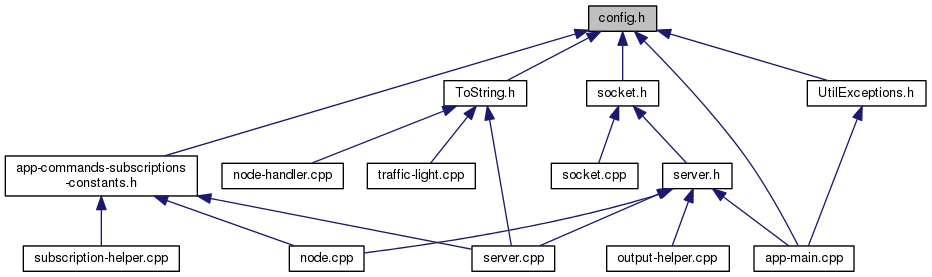 config.h
ToString.h
socket.h
UtilExceptions.h
app-commands-subscriptions
-constants.h
node-handler.cpp
traffic-light.cpp
socket.cpp
server.h
subscription-helper.cpp
node.cpp
server.cpp
output-helper.cpp
app-main.cpp